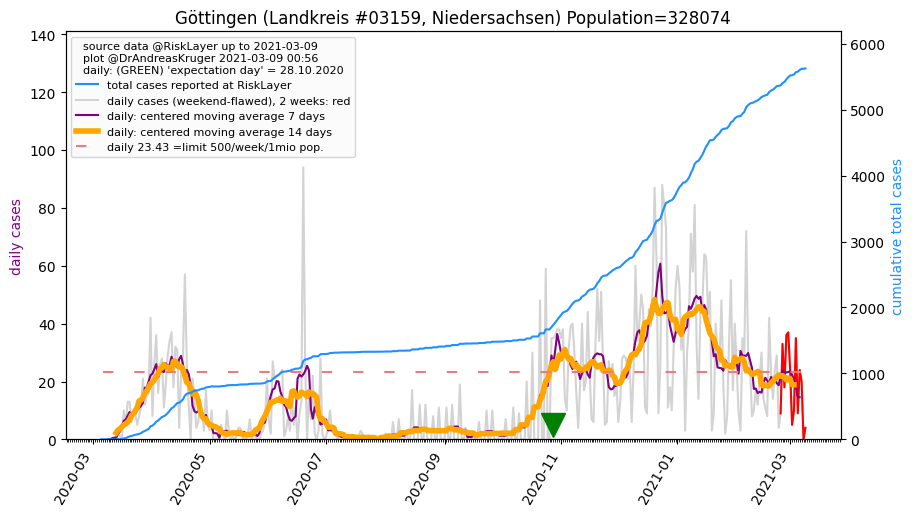 Göttingen (Landkreis #03159, Niedersachsen) Population=328074
source data @RiskLayer up to 2021-03-09
plot @DrAndreasKruger 2021-03-09 00:56
daily: (GREEN) 'expectation day' = 28.10.2020
total cases reported at RiskLayer
daily cases (weekend-flawed), 2 weeks: red
daily: centered moving average 7 days
daily: centered moving average 14 days
daily 23.43 =limit 500/week/1mio pop.
daily cases
140
120
100
80
60
40
20
0
cumulative total cases
6000
5000
4000
3000
2000
1000
0
2020-03
2020-05
2020-07
2020-09
2020-11
2021-01
2021-03